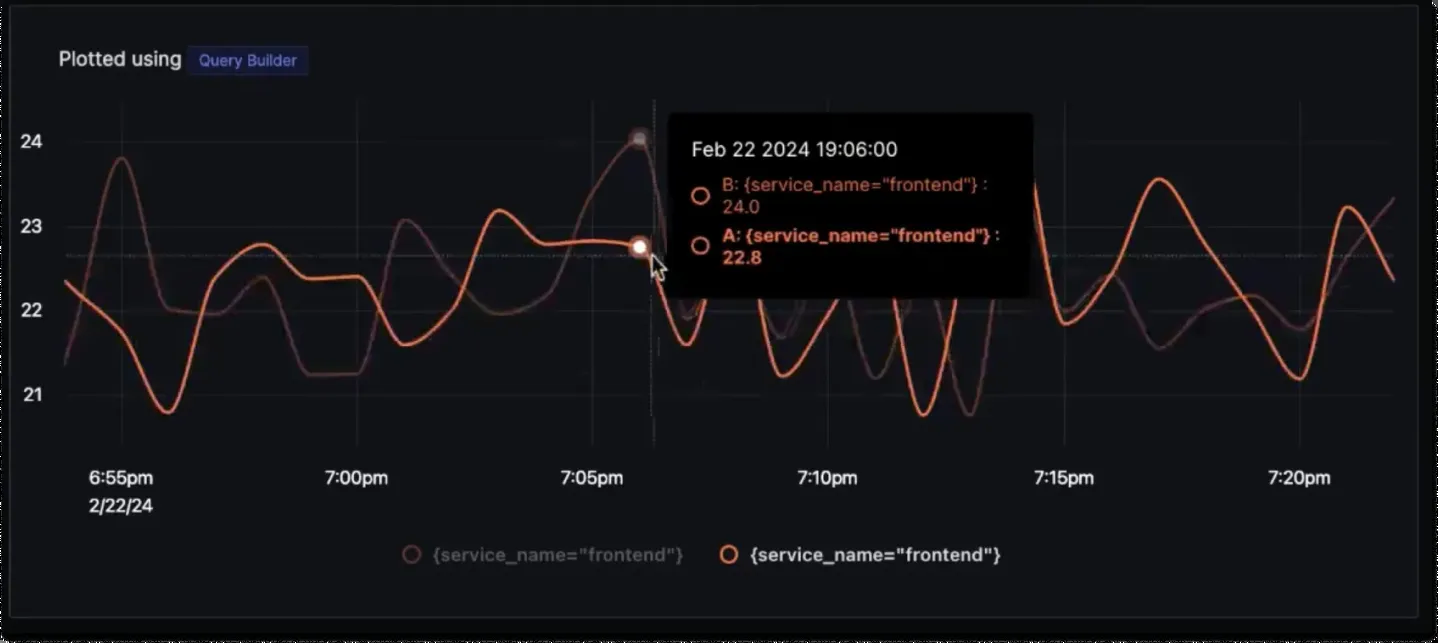 Plotted using Query Builder
24
23
22
21
Feb 22 2024 19:06:00
B: {service_name="frontend"} :
24.0
A: {service_name="frontend"} :
22.8
6:55pm 7:00pm 7:05pm 7:10pm 7:15pm 7:20pm
2/22/24
{service_name="frontend"} {service_name="frontend"}